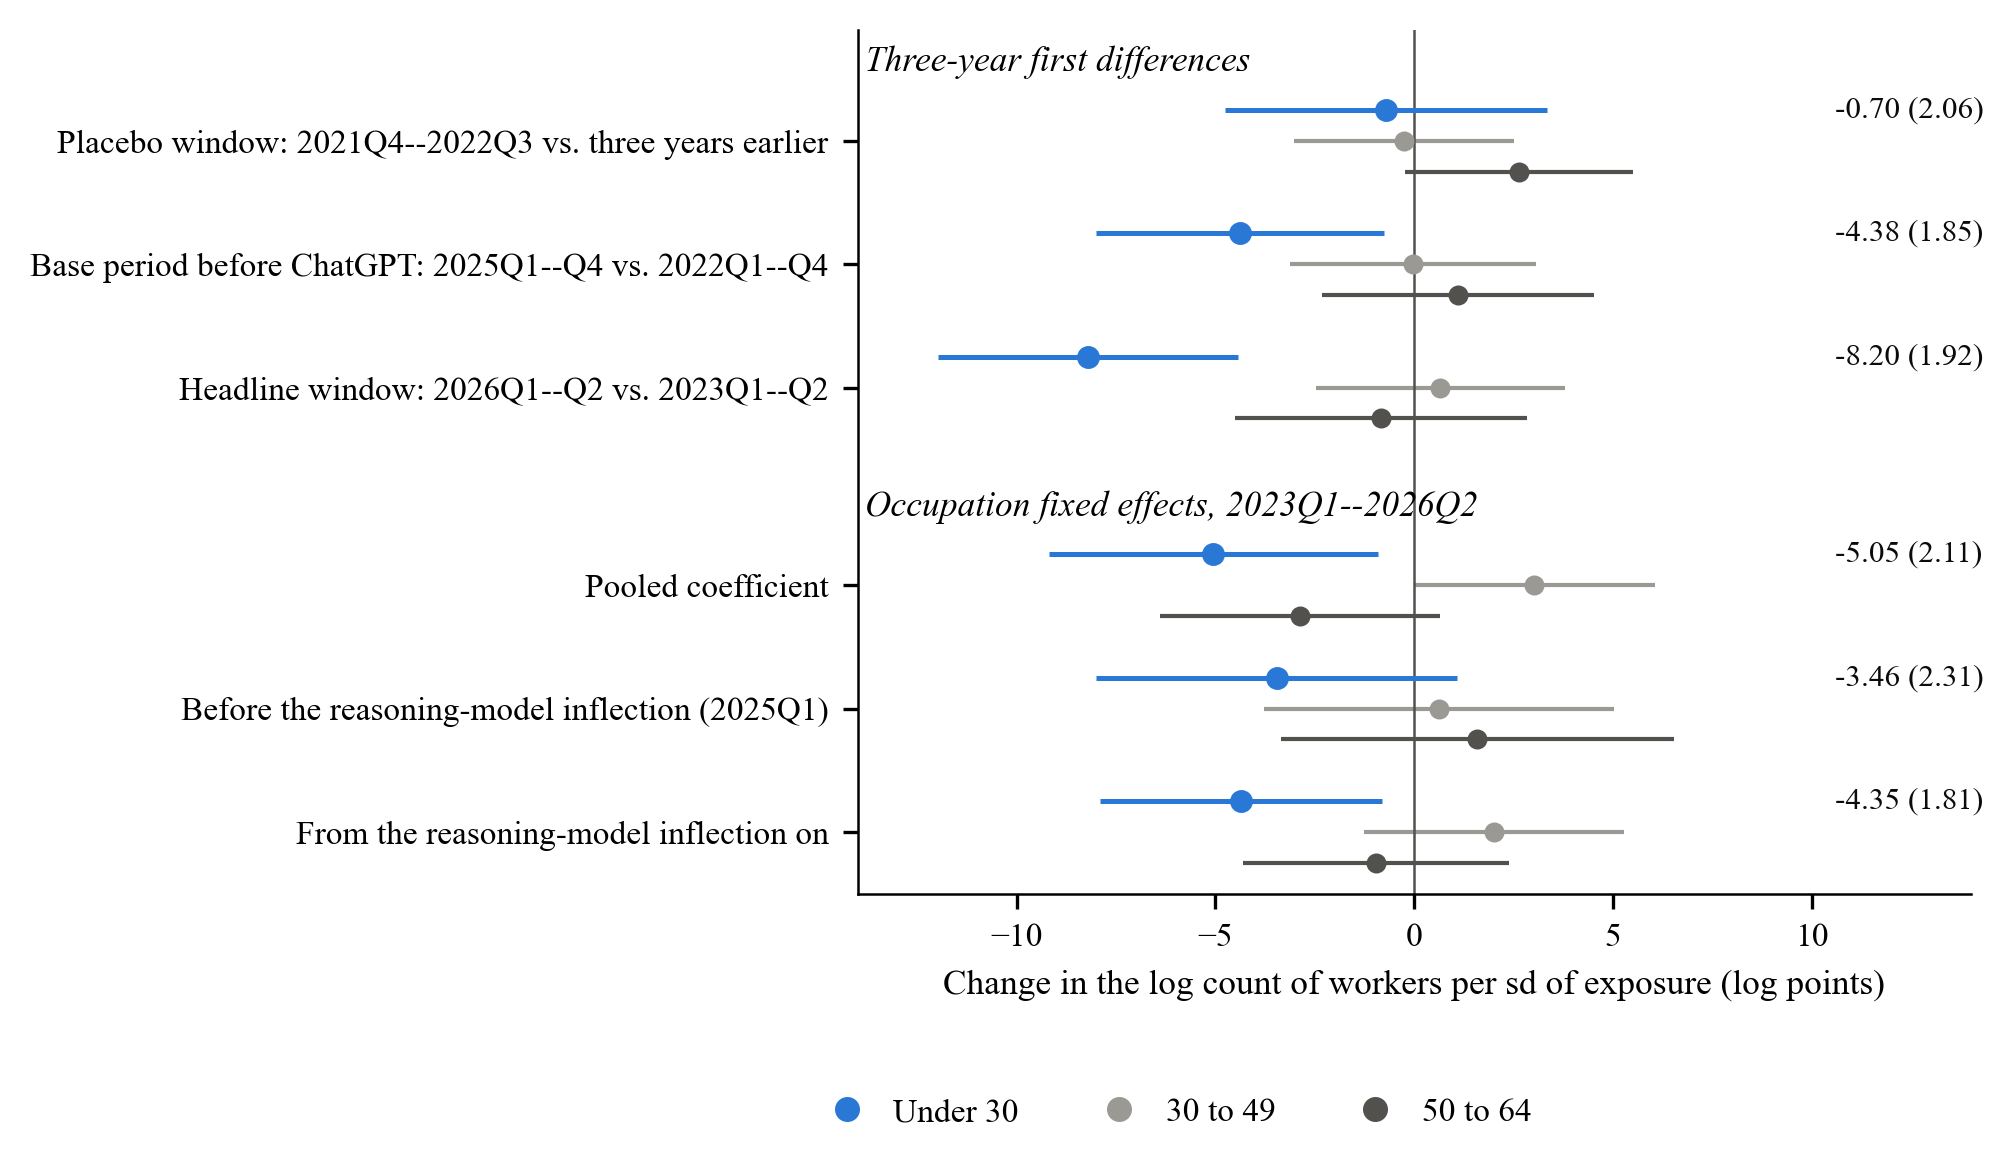 Three-year first differences
-0.70 (2.06)
Placebo window: 2021Q4--2022Q3 vs. three years earlier
-4.38 (1.85)
Base period before ChatGPT: 2025Q1--Q4 vs. 2022Q1--Q4
-8.20 (1.92)
Headline window: 2026Q1--Q2 vs. 2023Q1--Q2
Occupation fixed effects, 2023Q1--2026Q2
-5.05 (2.11)
Pooled coefficient
-3.46 (2.31)
Before the reasoning-model inflection (2025Q1)
-4.35 (1.81)
From the reasoning-model inflection on
−10 −5 0 5 10
Change in the log count of workers per sd of exposure (log points)
Under 30 30 to 49 50 to 64